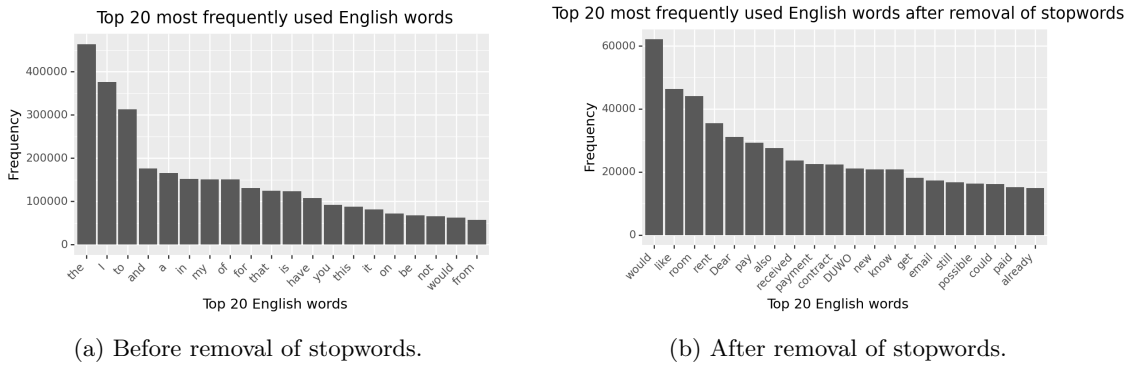 Top 20 most frequently used English words
Frequency
400000
300000
200000
100000
0
the I to and a in my of for that is have you this it on be not would from
Top 20 English words
(a) Before removal of stopwords.
Top 20 most frequently used English words after removal of stopwords
Frequency
60000
40000
20000
0
would like room rent Dear pay also received payment contract DUWO new know get email still possible could paid already
Top 20 English words
(b) After removal of stopwords.